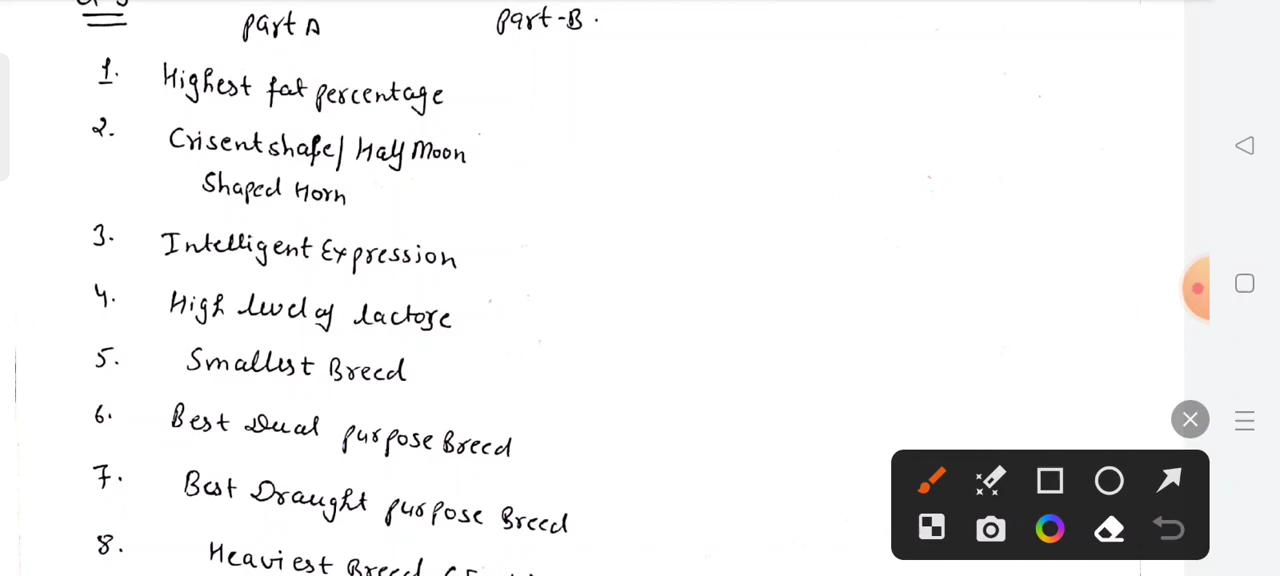 Part A Part-B.
1. Highest fat percentage
2. Crisent shape/ Half Moon
Shaped Horn
3. Intelligent Expression
4. High level of lactose
5. Smallest Breed
6. Best Dual purpose Breed
7. Best Draught purpose Breed
8. Heaviest Breed